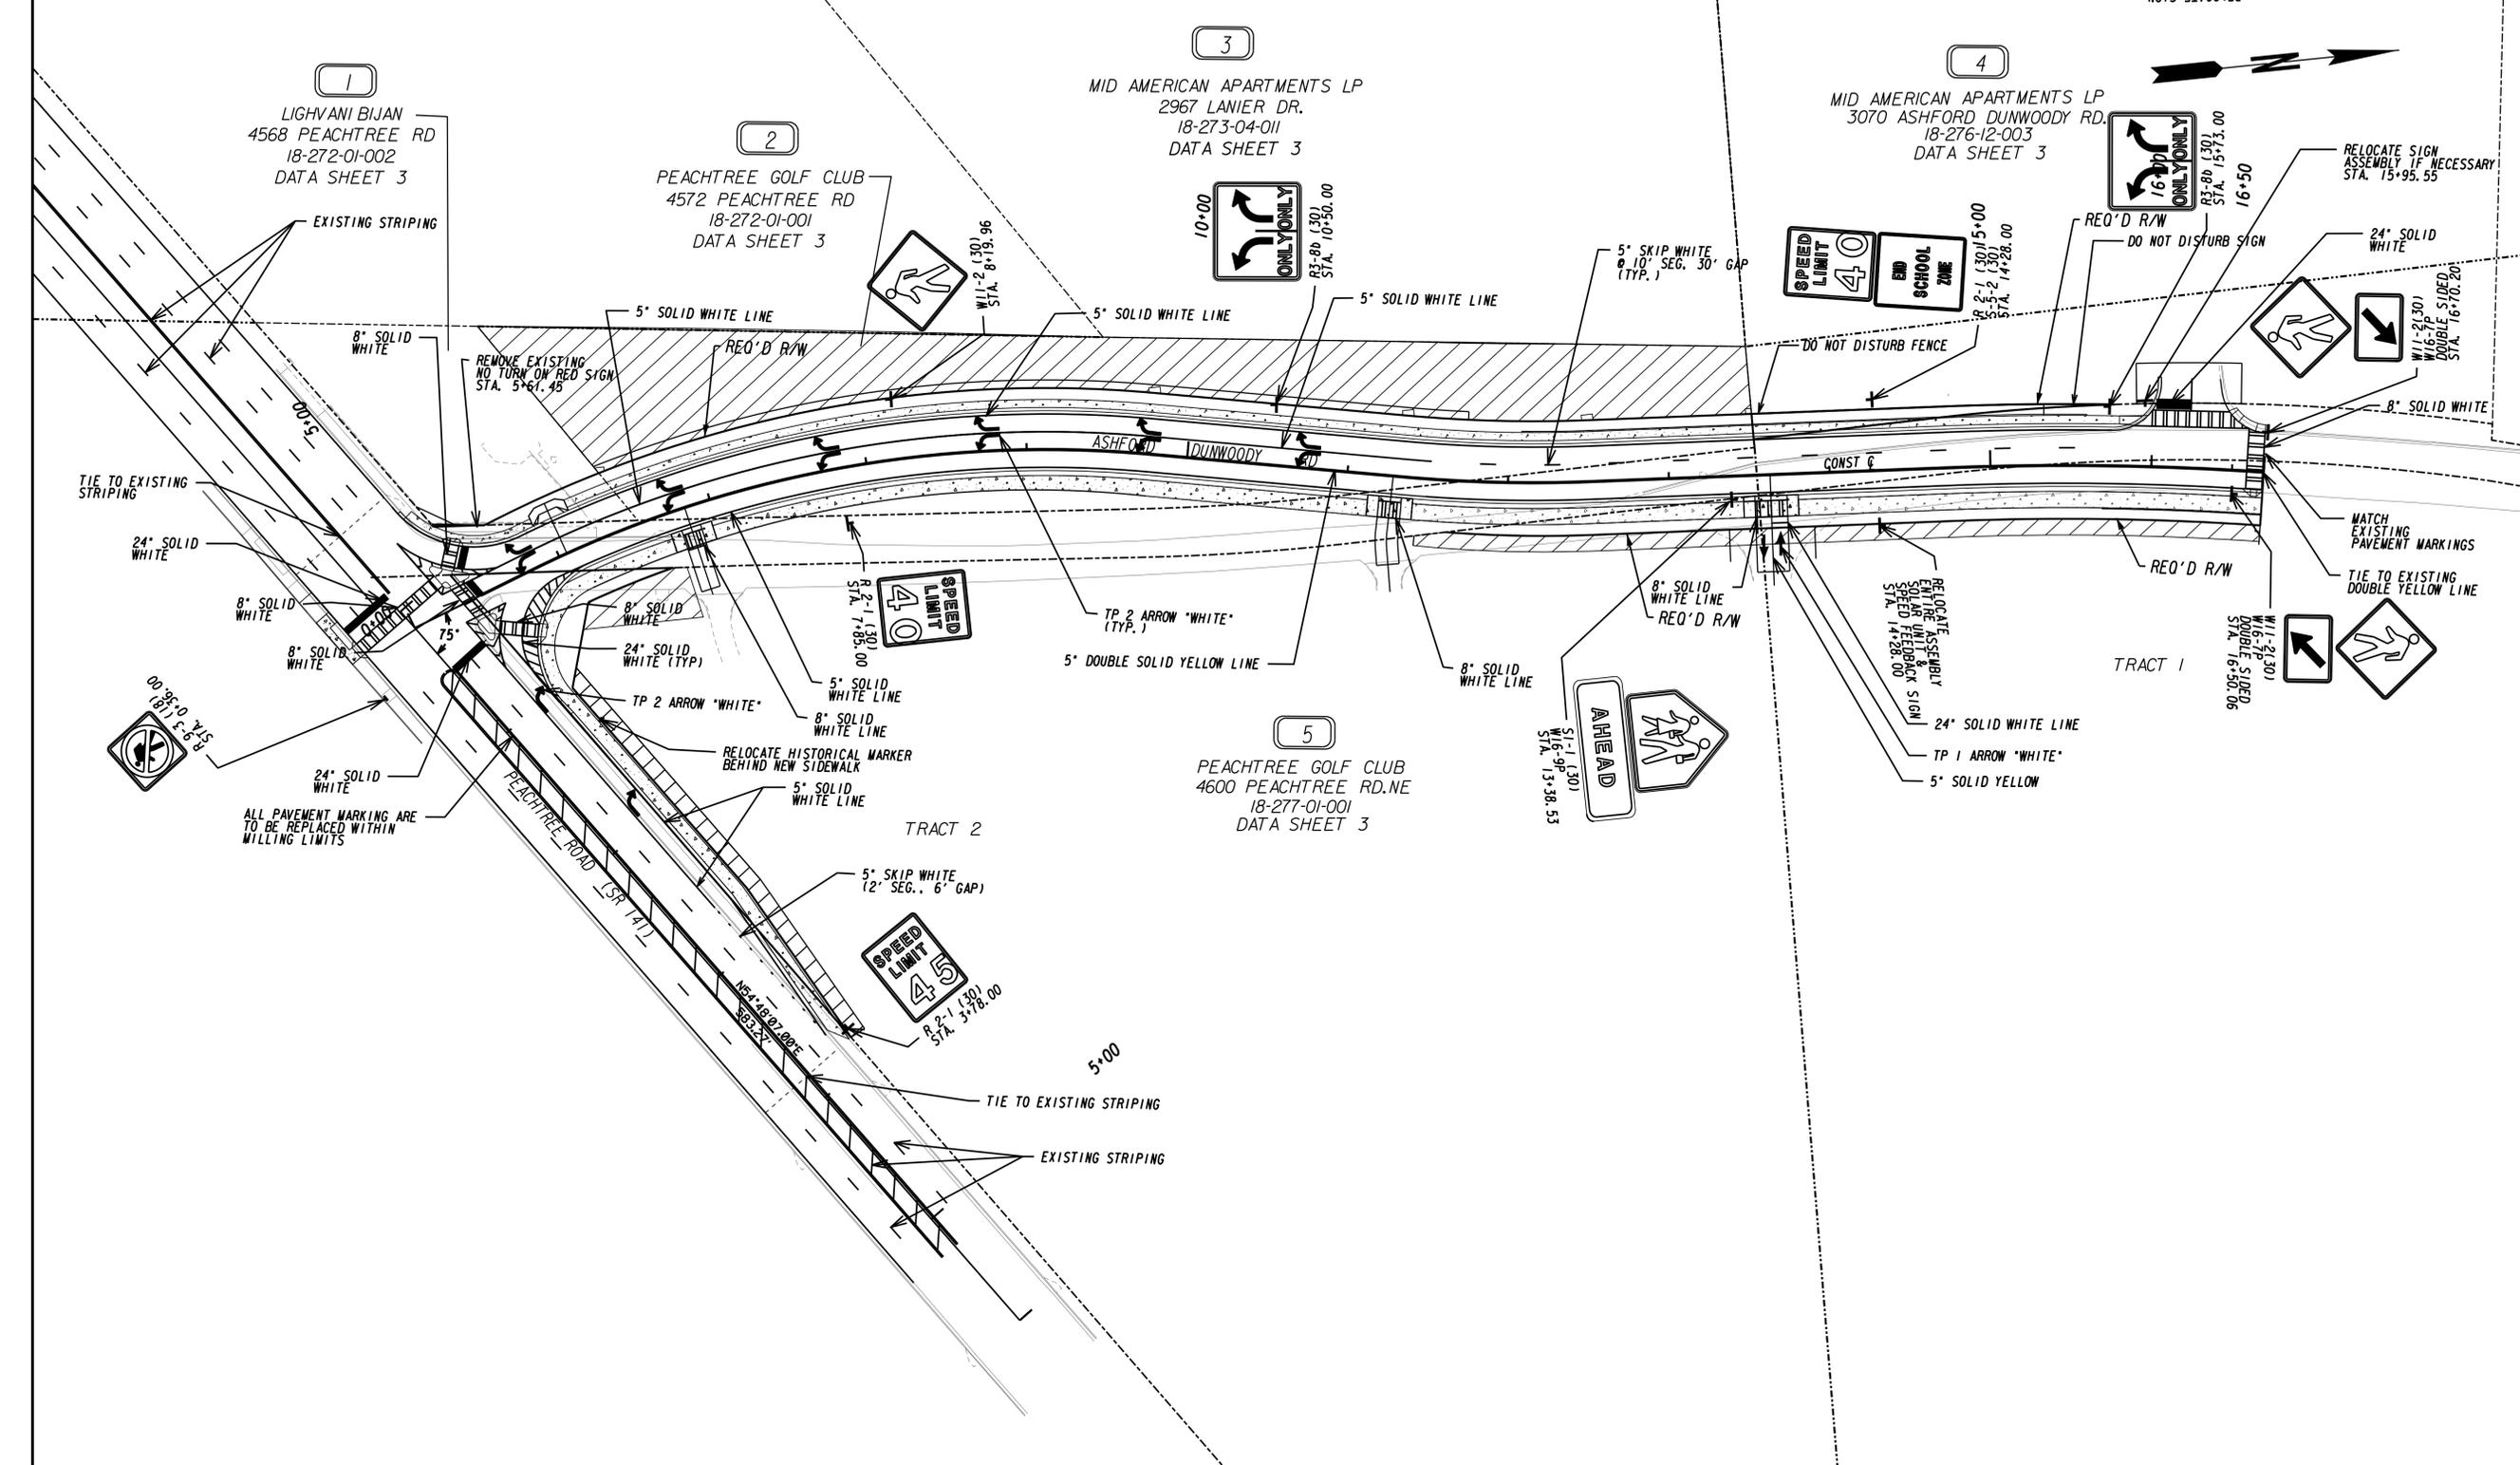 1
LIGHVANI BIJAN
4568 PEACHTREE RD
18-272-01-002
DATA SHEET 3
2
PEACHTREE GOLF CLUB
4572 PEACHTREE RD
18-272-01-001
DATA SHEET 3
3
MID AMERICAN APARTMENTS LP
2967 LANIER DR.
18-273-04-011
DATA SHEET 3
4
MID AMERICAN APARTMENTS LP
3070 ASHFORD DUNWOODY RD.
18-276-12-003
DATA SHEET 3
N
EXISTING STRIPING
W11-2 (30)
STA. 8+19.96
10+00
ONLY ONLY
R3-8b (30)
STA. 10+50.00
5" SKIP WHITE
@ 10' SEG. 30' GAP
(TYP.)
SPEED
LIMIT
40
END
SCHOOL
ZONE
15+00
R 2-1 (30)
S-5-2 (30)
STA. 14+28.00
ONLY ONLY
16+00
R3-8b (30)
STA. 15+73.00
16+50
RELOCATE SIGN
ASSEMBLY IF NECESSARY
STA. 15+95.55
REQ'D R/W
DO NOT DISTURB SIGN
24" SOLID
WHITE
W11-2(30)
W16-7P
DOUBLE SIDED
STA. 16+70.20
8" SOLID WHITE
8" SOLID
WHITE
REMOVE EXISTING
NO TURN ON RED SIGN
STA. 5+61.45
5" SOLID WHITE LINE
REQ'D R/W
5" SOLID WHITE LINE
5" SOLID WHITE LINE
DO NOT DISTURB FENCE
5+00
ASHFORD DUNWOODY RD
CONST ℄
TIE TO EXISTING
STRIPING
24" SOLID
WHITE
8" SOLID
WHITE
8" SOLID
WHITE
0+00
75°
8" SOLID
WHITE
24" SOLID
WHITE (TYP)
TP 2 ARROW "WHITE"
R 2-1 (30)
STA. 7+85.00
SPEED
LIMIT
40
5" SOLID
WHITE LINE
8" SOLID
WHITE LINE
RELOCATE HISTORICAL MARKER
BEHIND NEW SIDEWALK
5" SOLID
WHITE LINE
TP 2 ARROW "WHITE"
(TYP.)
5" DOUBLE SOLID YELLOW LINE
8" SOLID
WHITE LINE
8" SOLID
WHITE LINE
REQ'D R/W
S1-1 (30)
W16-9P
STA. 13+38.53
AHEAD
RELOCATE
ENTIRE ASSEMBLY
SOLAR UNIT &
SPEED FEEDBACK SIGN
STA. 14+28.00
24" SOLID WHITE LINE
TP 1 ARROW "WHITE"
5" SOLID YELLOW
REQ'D R/W
MATCH
EXISTING
PAVEMENT MARKINGS
TIE TO EXISTING
DOUBLE YELLOW LINE
W11-2(30)
W16-7P
DOUBLE SIDED
STA. 16+50.06
TRACT 1
5
PEACHTREE GOLF CLUB
4600 PEACHTREE RD.NE
18-277-01-001
DATA SHEET 3
R 9-3 (18)
STA. 0+36.00
24" SOLID
WHITE
ALL PAVEMENT MARKING ARE
TO BE REPLACED WITHIN
MILLING LIMITS
PEACHTREE ROAD (SR 141)
TRACT 2
5" SKIP WHITE
(2' SEG., 6' GAP)
SPEED
LIMIT
45
R 2-1 (30)
STA. 3+78.00
N54°48'07.00"E
583.27'
5+00
TIE TO EXISTING STRIPING
EXISTING STRIPING